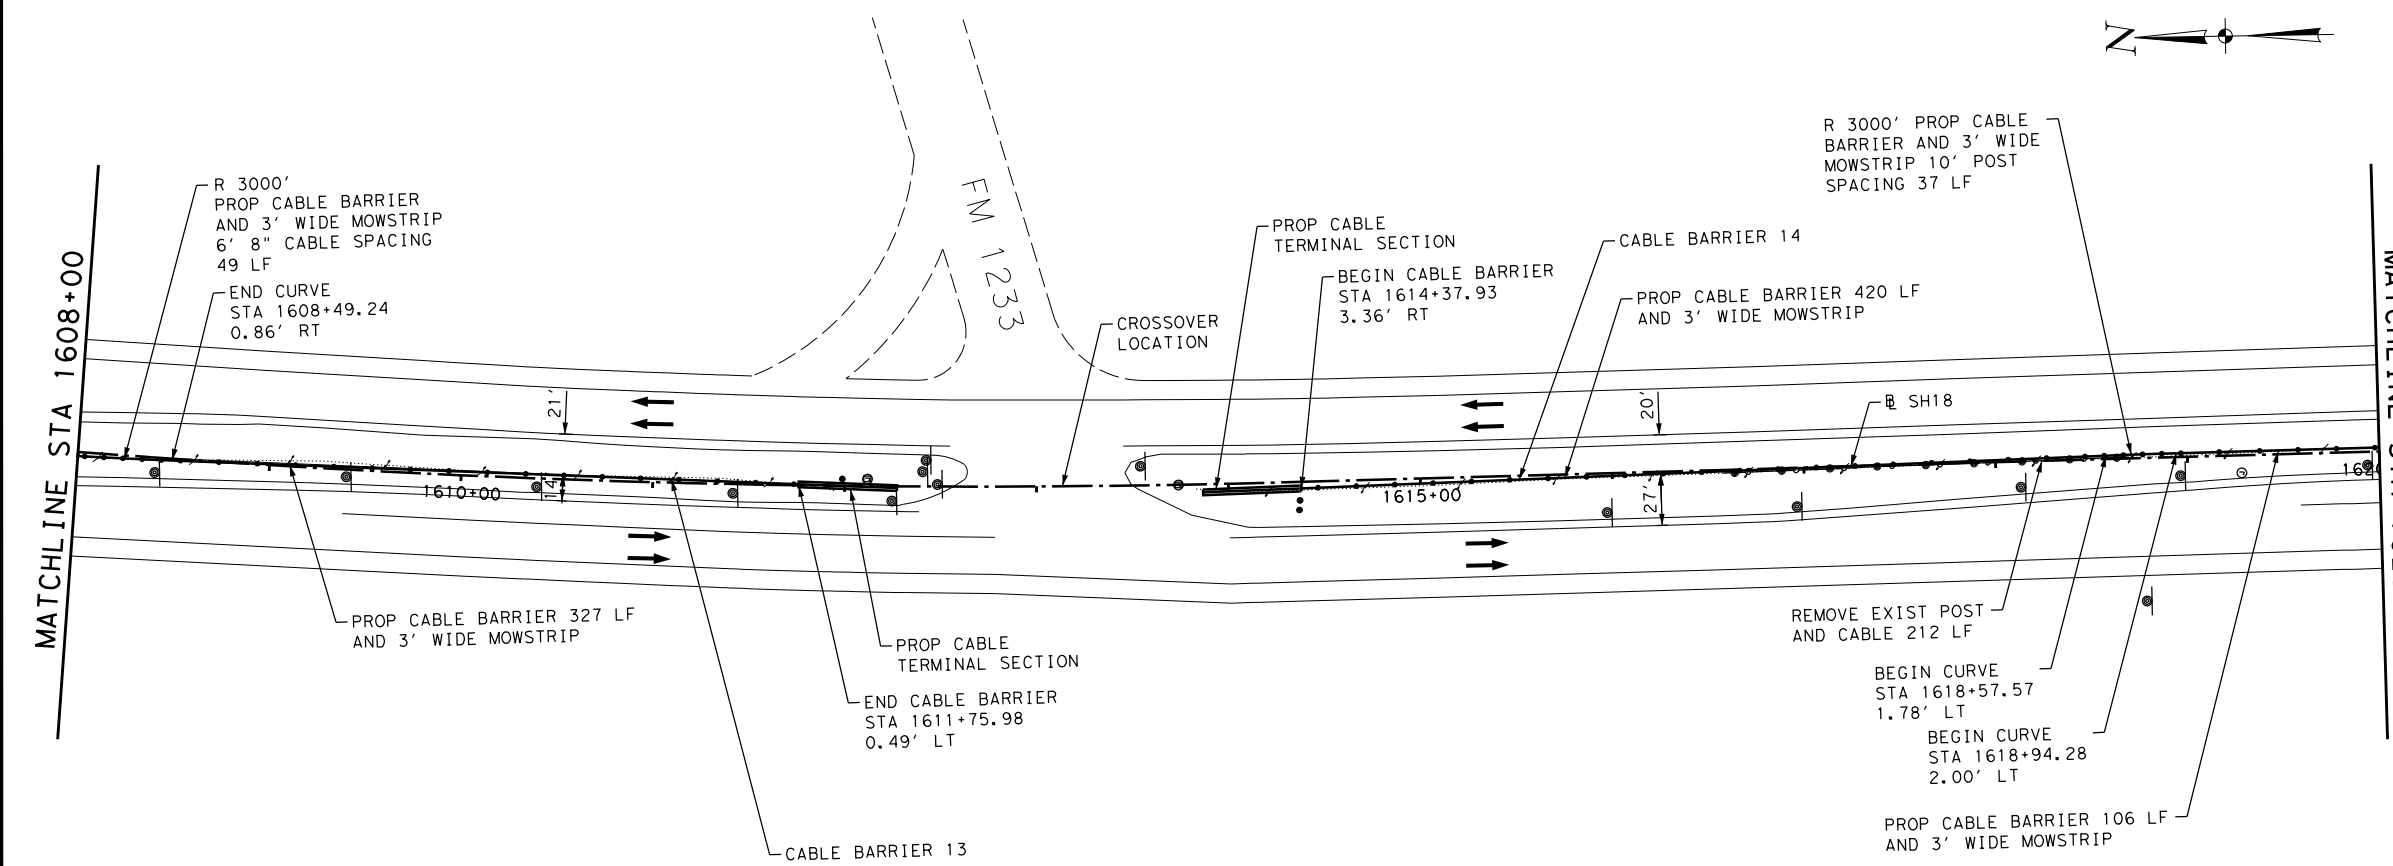 N
R 3000'
PROP CABLE BARRIER
AND 3' WIDE MOWSTRIP
6' 8" CABLE SPACING
49 LF
END CURVE
STA 1608+49.24
0.86' RT
MATCHLINE STA 1608+00
FM 1233
CROSSOVER
LOCATION
PROP CABLE
TERMINAL SECTION
BEGIN CABLE BARRIER
STA 1614+37.93
3.36' RT
CABLE BARRIER 14
PROP CABLE BARRIER 420 LF
AND 3' WIDE MOWSTRIP
R 3000' PROP CABLE
BARRIER AND 3' WIDE
MOWSTRIP 10' POST
SPACING 37 LF
BL SH18
21'
20'
14'
27'
1610+00
1615+00
PROP CABLE BARRIER 327 LF
AND 3' WIDE MOWSTRIP
PROP CABLE
TERMINAL SECTION
END CABLE BARRIER
STA 1611+75.98
0.49' LT
CABLE BARRIER 13
REMOVE EXIST POST
AND CABLE 212 LF
BEGIN CURVE
STA 1618+57.57
1.78' LT
BEGIN CURVE
STA 1618+94.28
2.00' LT
PROP CABLE BARRIER 106 LF
AND 3' WIDE MOWSTRIP